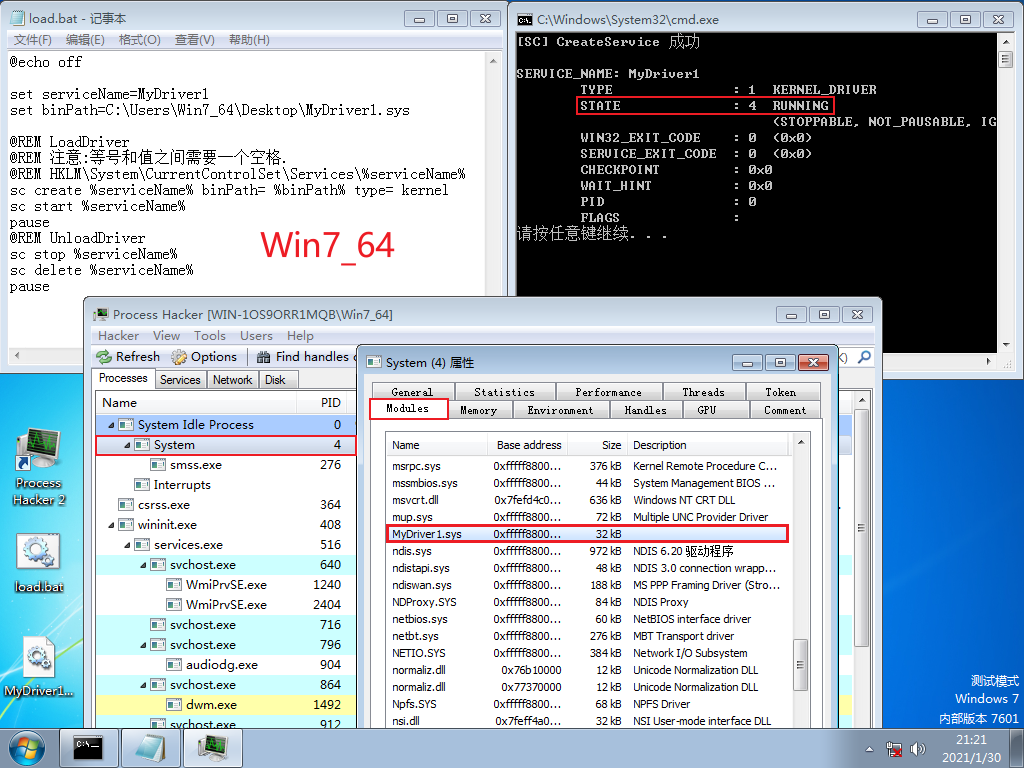 load.bat - 记事本
文件(F) 编辑(E) 格式(O) 查看(V) 帮助(H)
@echo off
set serviceName=MyDriver1
set binPath=C:\Users\Win7_64\Desktop\MyDriver1.sys
@REM LoadDriver
@REM 注意:等号和值之间需要一个空格.
@REM HKLM\System\CurrentControlSet\Services\%serviceName%
sc create %serviceName% binPath= %binPath% type= kernel
sc start %serviceName%
pause
@REM UnloadDriver
sc stop %serviceName%
sc delete %serviceName%
pause
Win7_64
C:\Windows\System32\cmd.exe
[SC] CreateService 成功
SERVICE_NAME: MyDriver1
TYPE : 1 KERNEL_DRIVER
STATE : 4 RUNNING
(STOPPABLE, NOT_PAUSABLE, IG
WIN32_EXIT_CODE : 0 (0x0)
SERVICE_EXIT_CODE : 0 (0x0)
CHECKPOINT : 0x0
WAIT_HINT : 0x0
PID : 0
FLAGS :
请按任意键继续. . .
Process Hacker [WIN-1OS9ORR1MQB\Win7_64]
Hacker View Tools Users Help
Refresh Options Find handles
Processes Services Network Disk
Name PID
System Idle Process 0
System 4
smss.exe 276
Interrupts
csrss.exe 364
wininit.exe 408
services.exe 516
svchost.exe 640
WmiPrvSE.exe 1240
WmiPrvSE.exe 2404
svchost.exe 716
svchost.exe 796
audiodg.exe 904
svchost.exe 864
dwm.exe 1492
svchost.exe 912
System (4) 属性
General Statistics Performance Threads Token
Modules Memory Environment Handles GPU Comment
Name Base address Size Description
msrpc.sys 0xfffff8800... 376 kB Kernel Remote Procedure C...
mssmbios.sys 0xfffff8800... 44 kB System Management BIOS ...
msvcrt.dll 0x7fefd4c0... 636 kB Windows NT CRT DLL
mup.sys 0xfffff8800... 72 kB Multiple UNC Provider Driver
MyDriver1.sys 0xfffff8800... 32 kB
ndis.sys 0xfffff8800... 972 kB NDIS 6.20 驱动程序
ndistapi.sys 0xfffff8800... 48 kB NDIS 3.0 connection wrapp...
ndiswan.sys 0xfffff8800... 188 kB MS PPP Framing Driver (Stro...
NDProxy.SYS 0xfffff8800... 84 kB NDIS Proxy
netbios.sys 0xfffff8800... 60 kB NetBIOS interface driver
netbt.sys 0xfffff8800... 276 kB MBT Transport driver
NETIO.SYS 0xfffff8800... 384 kB Network I/O Subsystem
normaliz.dll 0x76b10000 12 kB Unicode Normalization DLL
normaliz.dll 0x77370000 12 kB Unicode Normalization DLL
Npfs.SYS 0xfffff8800... 68 kB NPFS Driver
nsi.dll 0x7feff4a0... 32 kB NSI User-mode interface DLL
Process
Hacker 2
load.bat
MyDriver1...
测试模式
Windows 7
内部版本 7601
21:21
2021/1/30